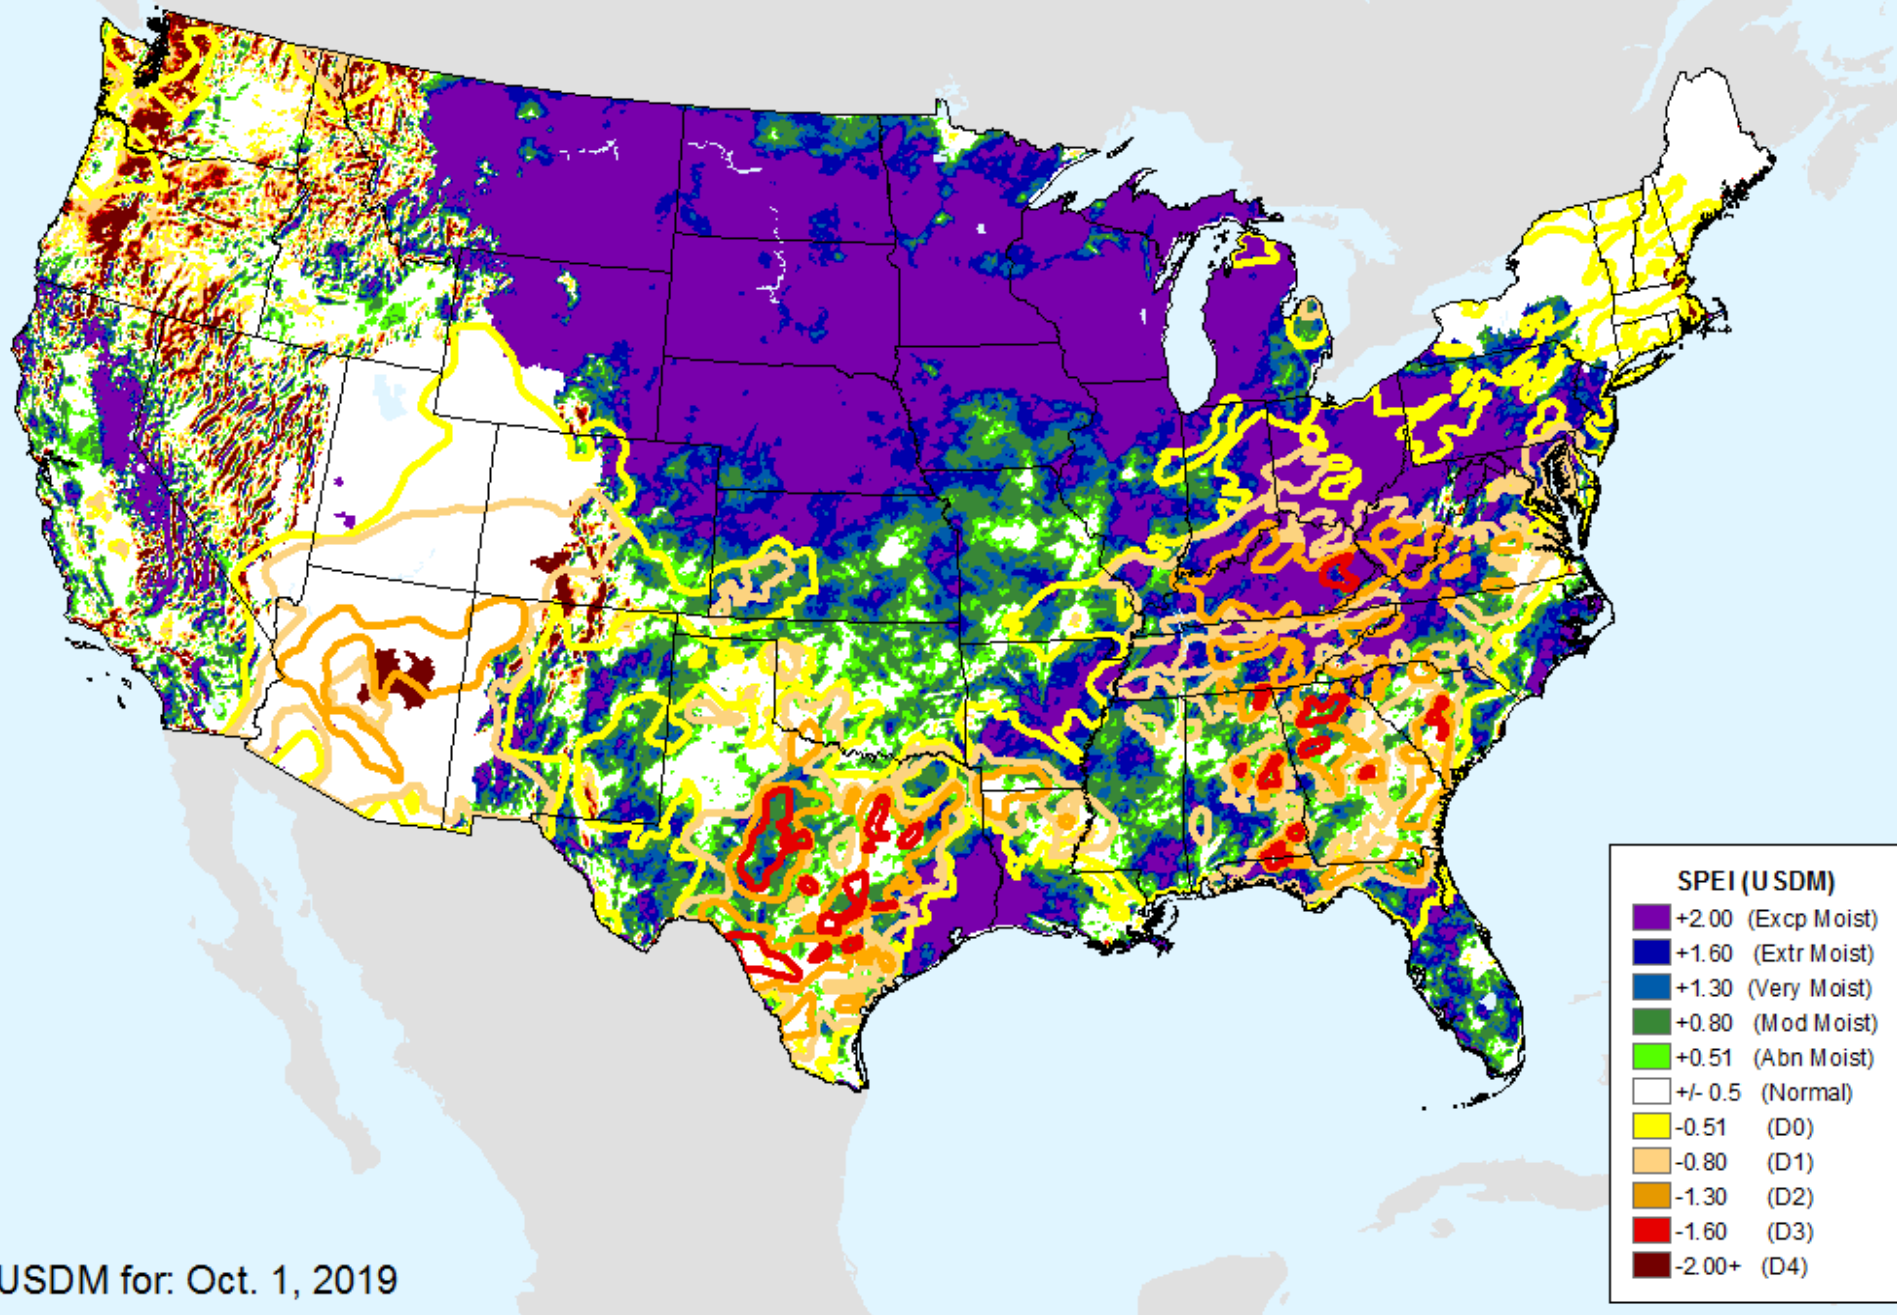 SPEI (USDM)
+2.00 (Excp Moist)
+1.60 (Extr Moist)
+1.30 (Very Moist)
+0.80 (Mod Moist)
+0.51 (Abn Moist)
+/- 0.5 (Normal)
-0.51 (D0)
-0.80 (D1)
-1.30 (D2)
-1.60 (D3)
-2.00+ (D4)
USDM for: Oct. 1, 2019